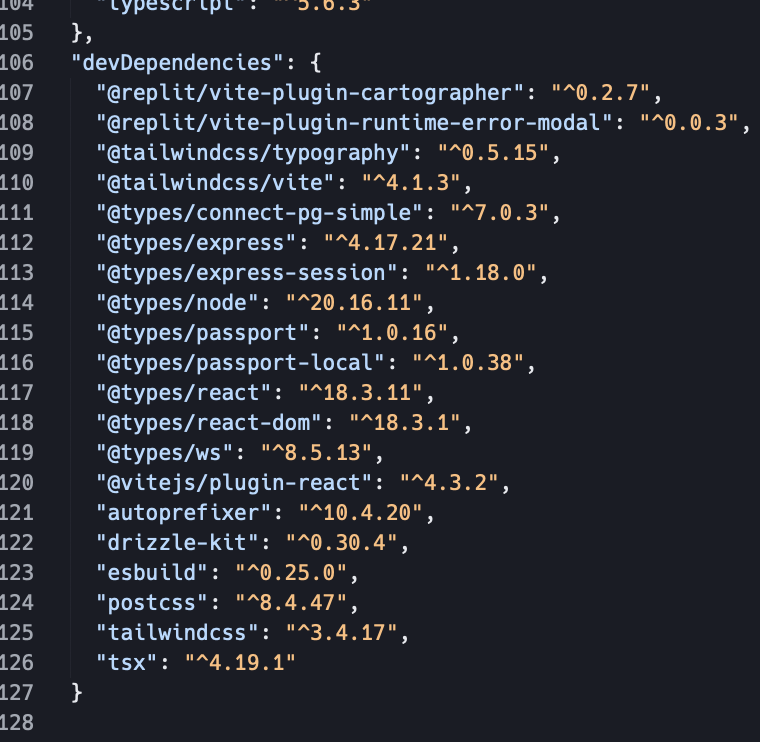 104 "typescript": "^5.6.3"
105 },
106 "devDependencies": {
107 "@replit/vite-plugin-cartographer": "^0.2.7",
108 "@replit/vite-plugin-runtime-error-modal": "^0.0.3",
109 "@tailwindcss/typography": "^0.5.15",
110 "@tailwindcss/vite": "^4.1.3",
111 "@types/connect-pg-simple": "^7.0.3",
112 "@types/express": "^4.17.21",
113 "@types/express-session": "^1.18.0",
114 "@types/node": "^20.16.11",
115 "@types/passport": "^1.0.16",
116 "@types/passport-local": "^1.0.38",
117 "@types/react": "^18.3.11",
118 "@types/react-dom": "^18.3.1",
119 "@types/ws": "^8.5.13",
120 "@vitejs/plugin-react": "^4.3.2",
121 "autoprefixer": "^10.4.20",
122 "drizzle-kit": "^0.30.4",
123 "esbuild": "^0.25.0",
124 "postcss": "^8.4.47",
125 "tailwindcss": "^3.4.17",
126 "tsx": "^4.19.1"
127 }
128